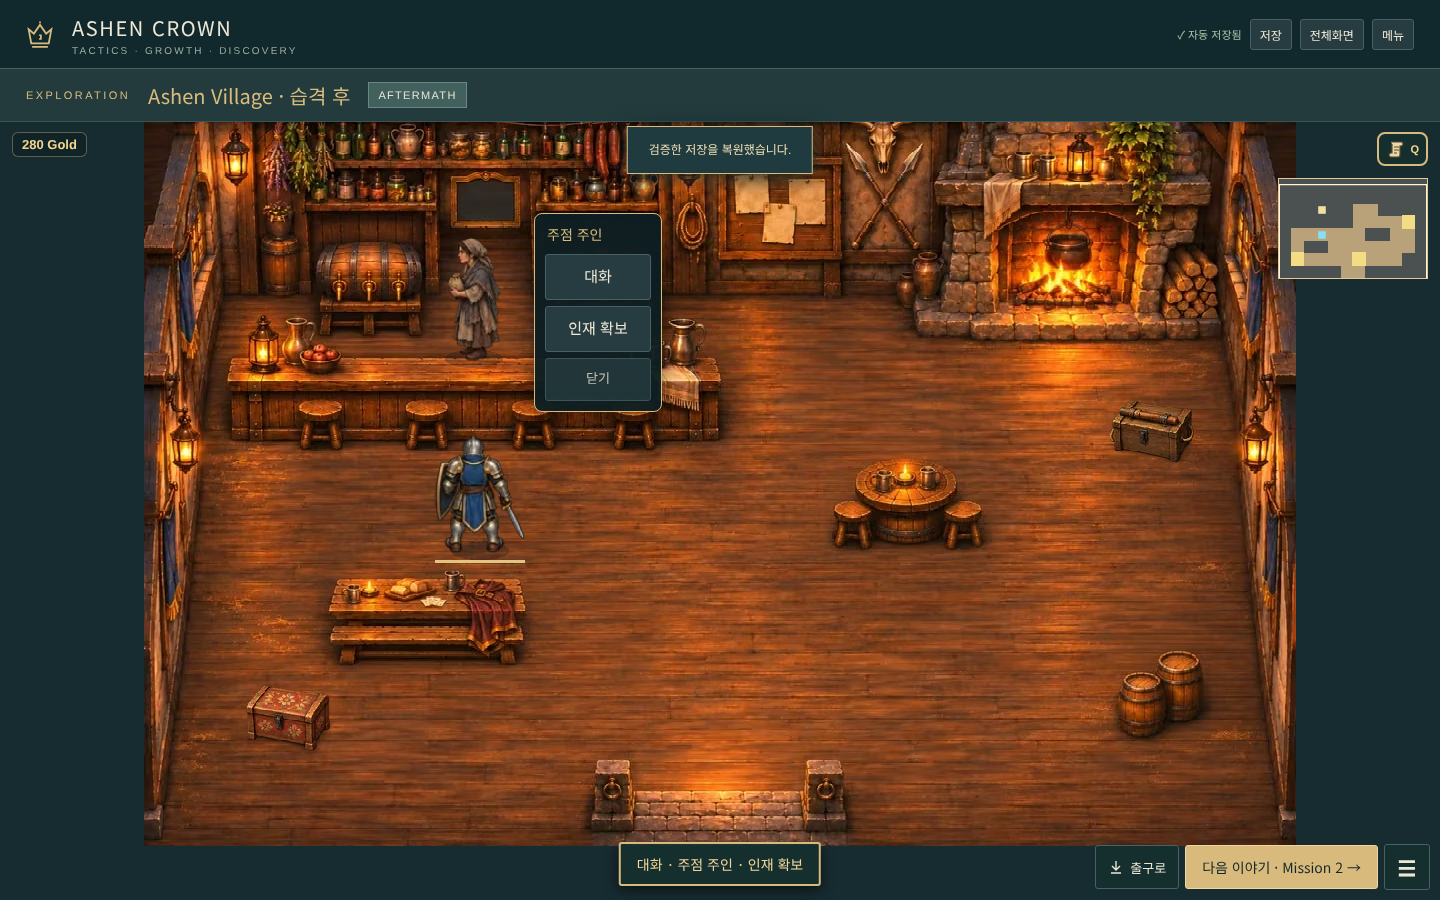 ASHEN CROWN
TACTICS · GROWTH · DISCOVERY
✓ 자동 저장됨
저장
전체화면
메뉴
EXPLORATION
Ashen Village · 습격 후
AFTERMATH
280 Gold
검증한 저장을 복원했습니다.
Q
주점 주인
대화
인재 확보
닫기
대화 · 주점 주인 · 인재 확보
출구로
다음 이야기 · Mission 2 →